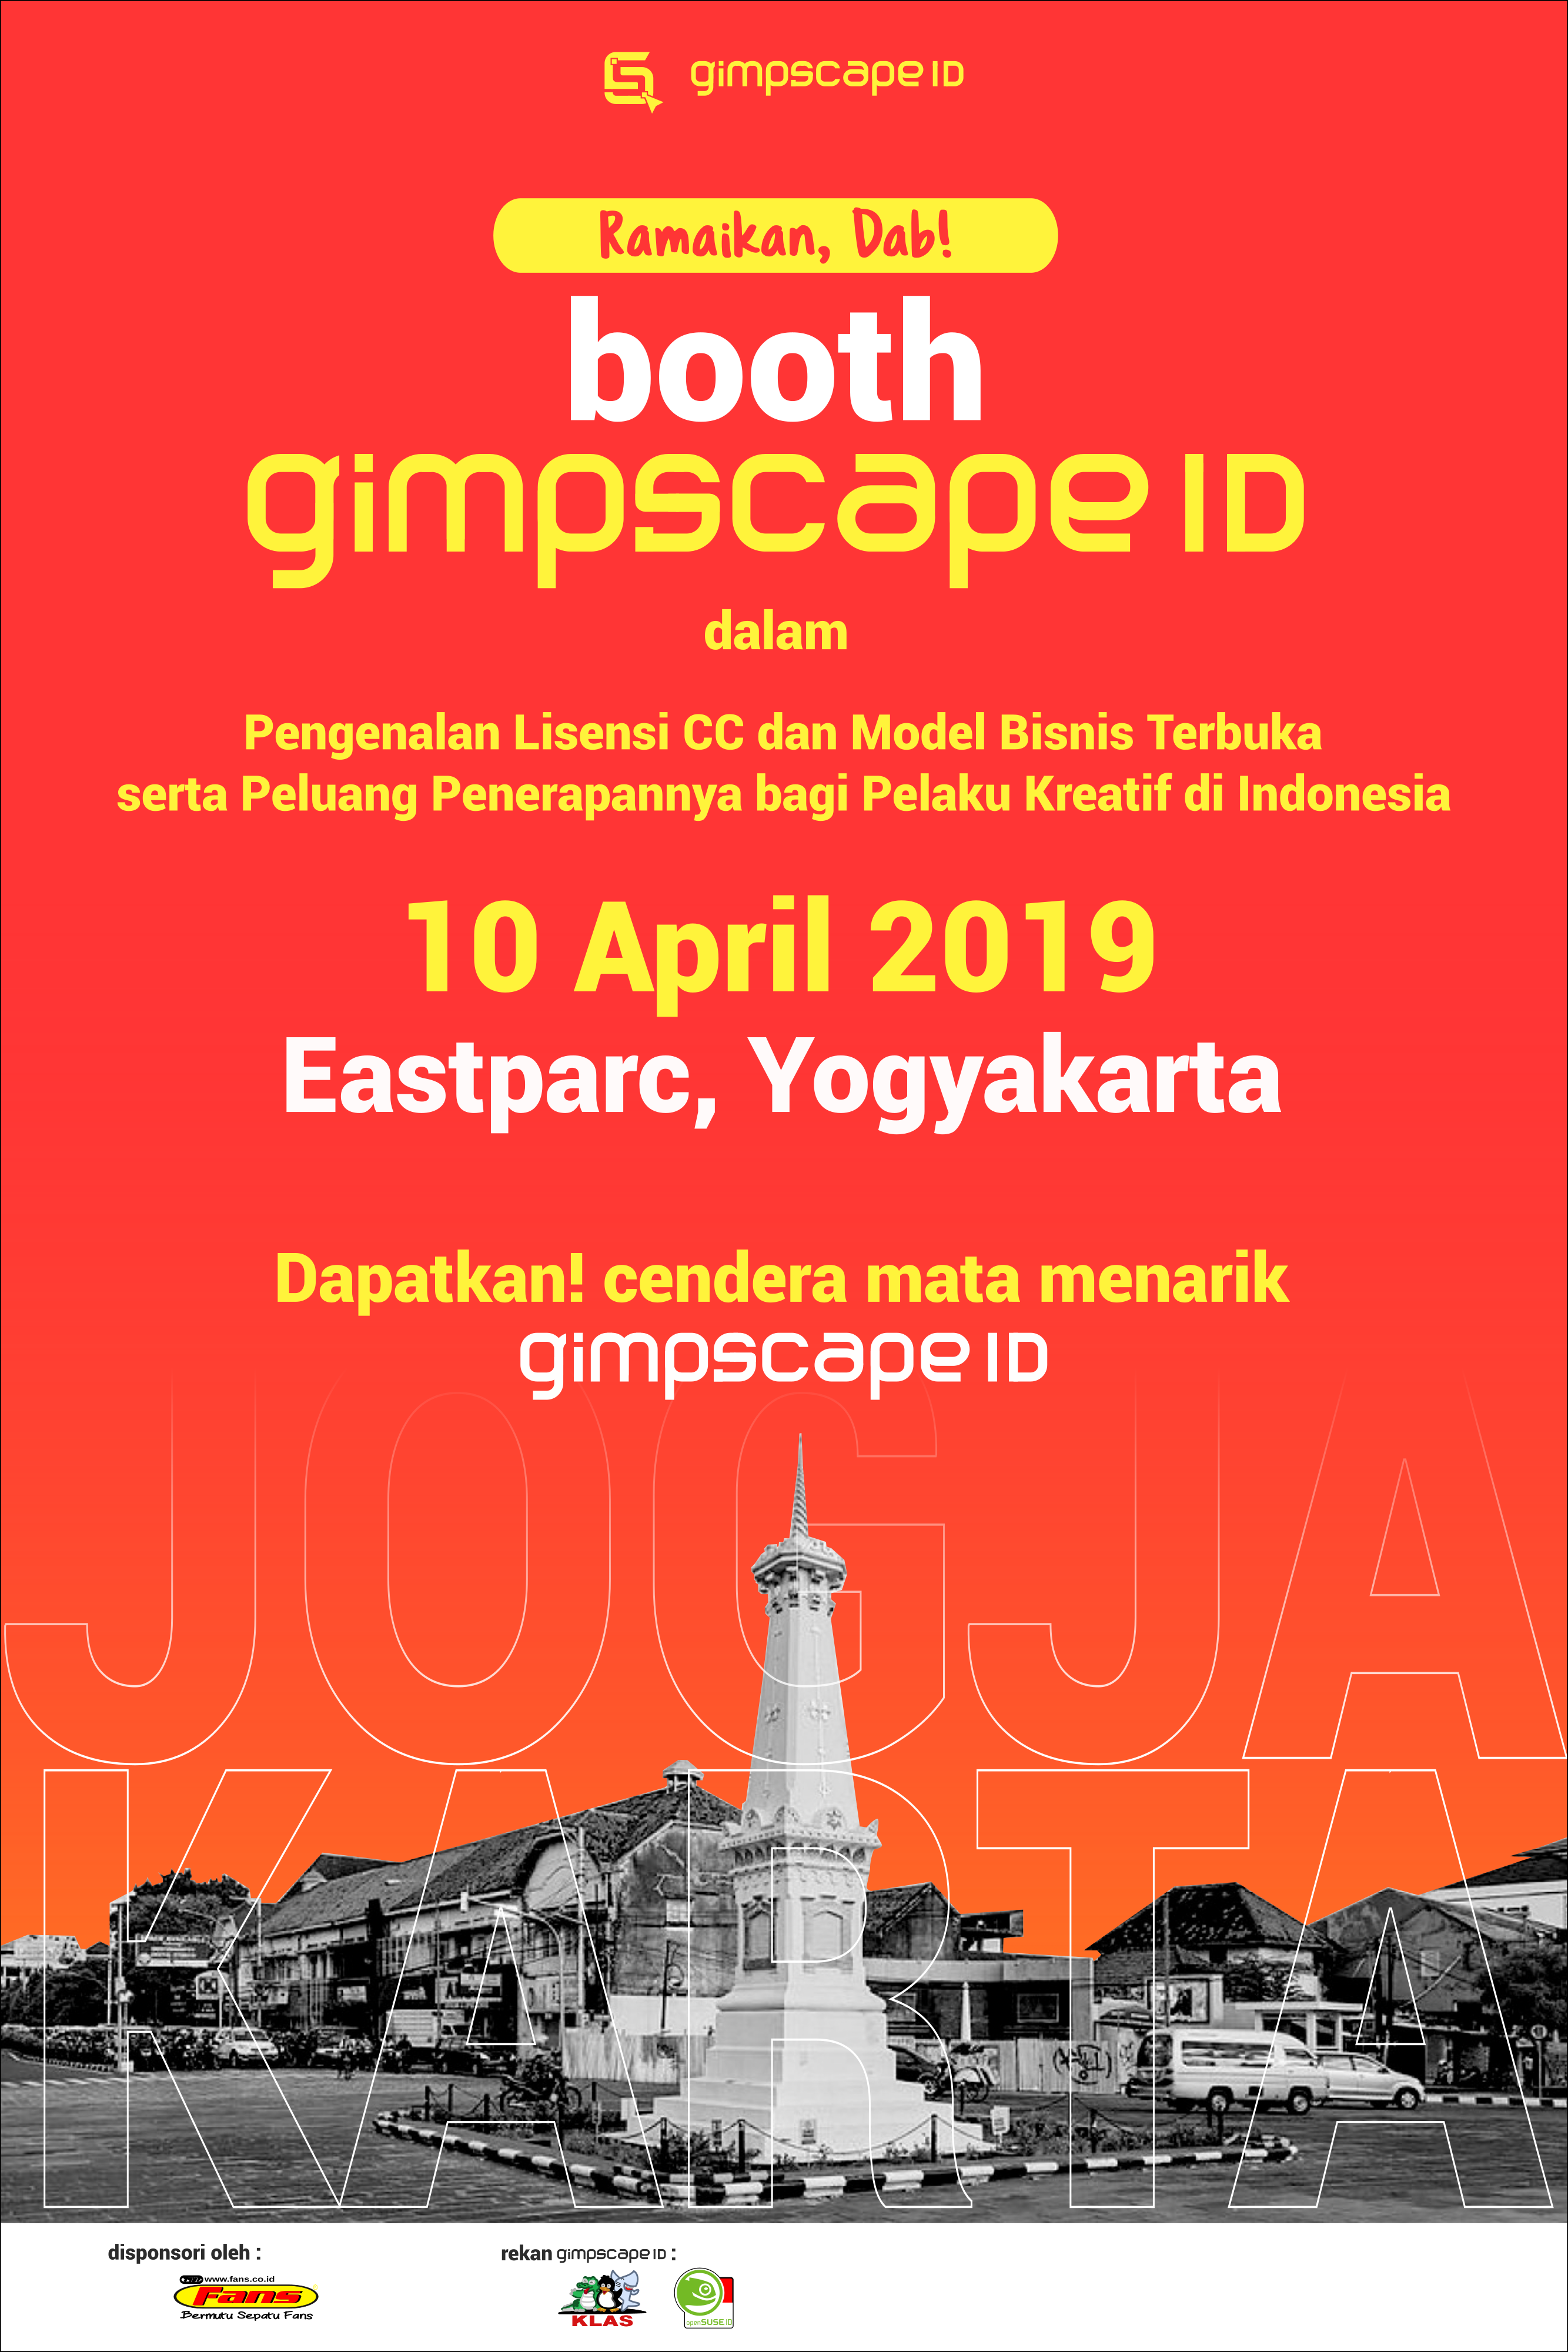 gimpscape ID
Ramaikan, Dab!
booth
gimpscape ID
dalam
Pengenalan Lisensi CC dan Model Bisnis Terbuka
serta Peluang Penerapannya bagi Pelaku Kreatif di Indonesia
10 April 2019
Eastparc, Yogyakarta
Dapatkan! cendera mata menarik
gimpscape ID
JOGJA
KARTA
disponsori oleh :
www.fans.co.id
Fans
Bermutu Sepatu Fans
rekan gimpscape ID :
KLAS
openSUSE ID